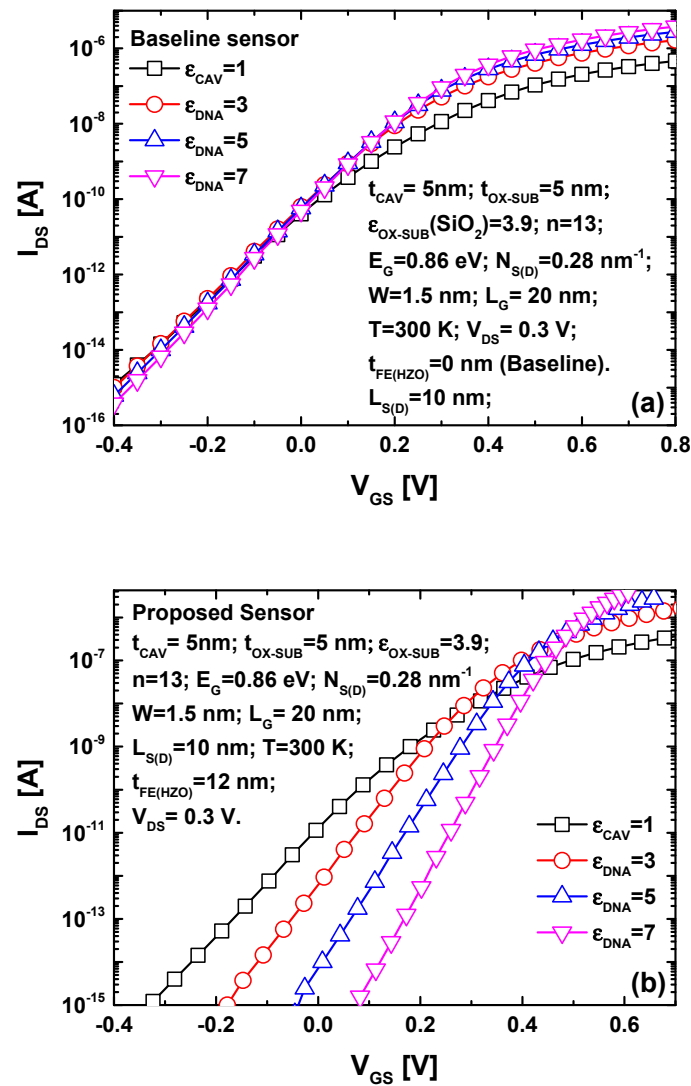 Baseline sensor
ε_CAV=1
ε_DNA=3
ε_DNA=5
ε_DNA=7
t_CAV= 5nm; t_OX-SUB=5 nm;
ε_OX-SUB(SiO₂)=3.9; n=13;
E_G=0.86 eV; N_S(D)=0.28 nm⁻¹;
W=1.5 nm; L_G= 20 nm;
T=300 K; V_DS= 0.3 V;
t_FE(HZO)=0 nm (Baseline).
L_S(D)=10 nm;
(a)
10⁻⁶
10⁻⁸
10⁻¹⁰
10⁻¹²
10⁻¹⁴
10⁻¹⁶
I_DS [A]
-0.4 -0.2 0.0 0.2 0.4 0.6 0.8
V_GS [V]
Proposed Sensor
t_CAV= 5nm; t_OX-SUB=5 nm; ε_OX-SUB=3.9;
n=13; E_G=0.86 eV; N_S(D)=0.28 nm⁻¹
W=1.5 nm; L_G= 20 nm;
L_S(D)=10 nm; T=300 K;
t_FE(HZO)=12 nm;
V_DS= 0.3 V.
ε_CAV=1
ε_DNA=3
ε_DNA=5
ε_DNA=7
(b)
10⁻⁷
10⁻⁹
10⁻¹¹
10⁻¹³
10⁻¹⁵
I_DS [A]
-0.4 -0.2 0.0 0.2 0.4 0.6
V_GS [V]